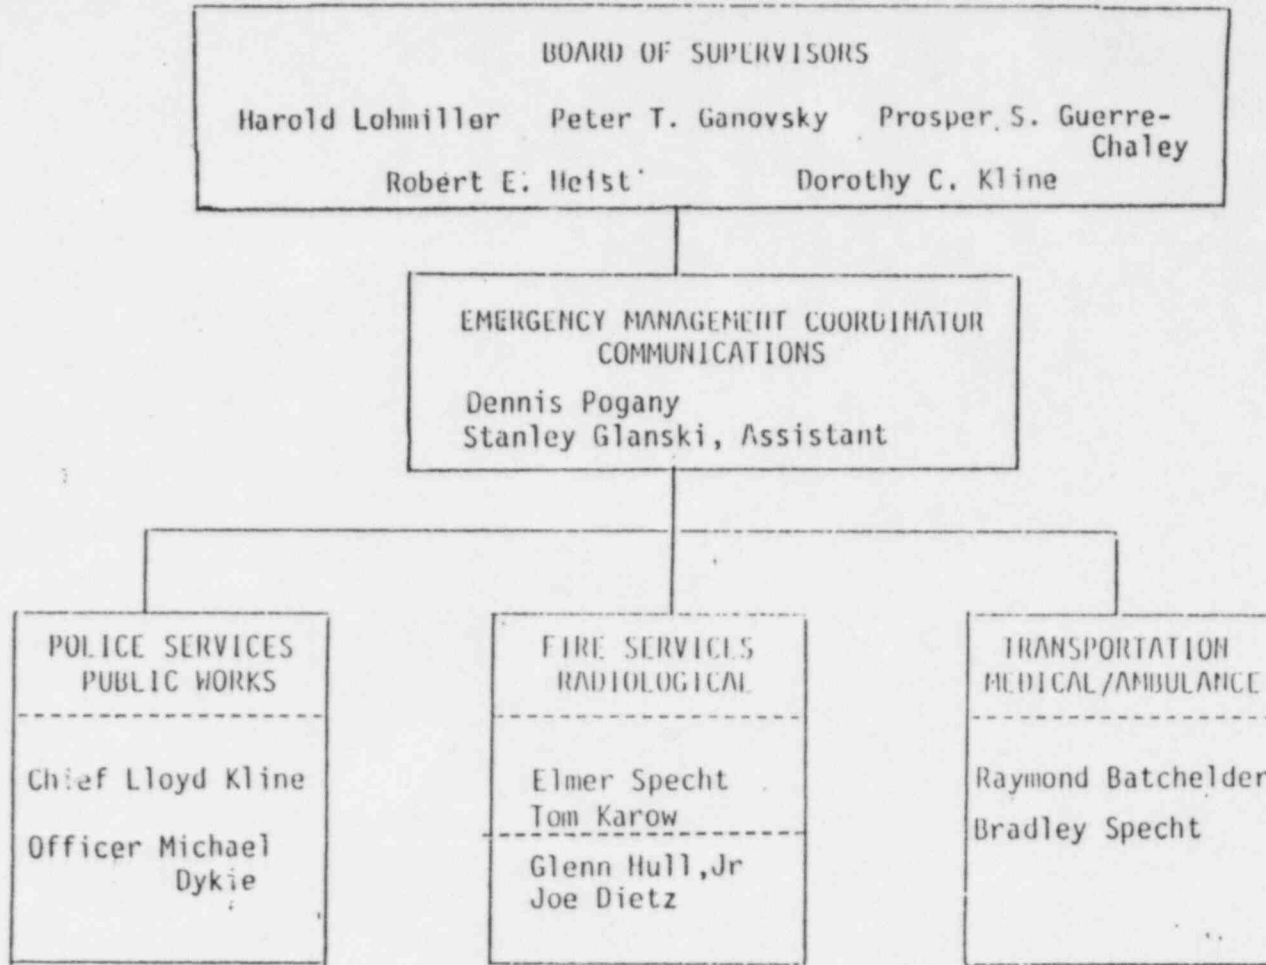 BOARD OF SUPERVISORS
Harold Lohmiller Peter T. Ganovsky Prosper S. Guerre-
Chaley
Robert E. Heist Dorothy C. Kline
EMERGENCY MANAGEMENT COORDINATOR
COMMUNICATIONS
Dennis Pogany
Stanley Glanski, Assistant
POLICE SERVICES
PUBLIC WORKS
Chief Lloyd Kline
Officer Michael
Dykie
FIRE SERVICES
RADIOLOGICAL
Elmer Specht
Tom Karow
Glenn Hull,Jr
Joe Dietz
TRANSPORTATION
MEDICAL/AMBULANCE
Raymond Batchelder
Bradley Specht